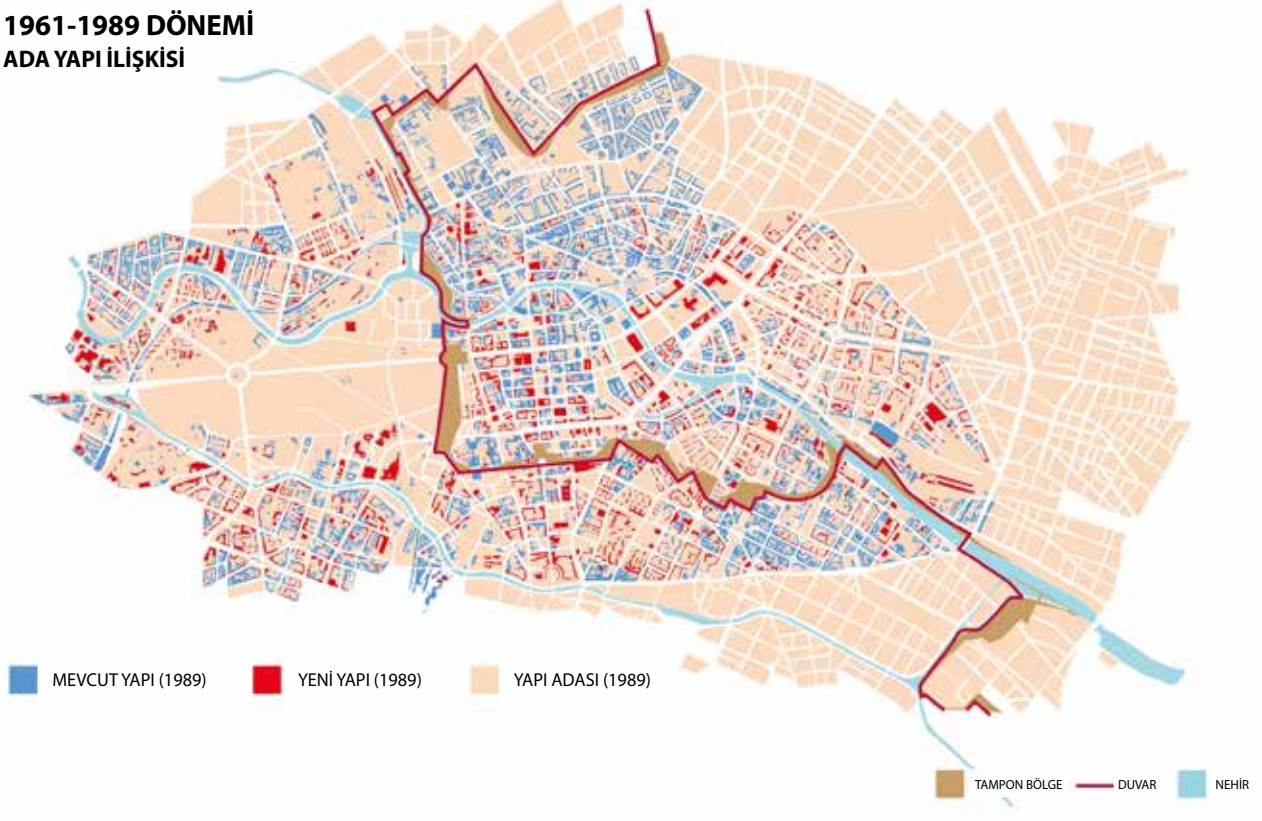 1961-1989 DÖNEMİ
ADA YAPI İLİŞKİSİ
MEVCUT YAPI (1989)
YENİ YAPI (1989)
YAPI ADASI (1989)
TAMPON BÖLGE
DUVAR
NEHİR